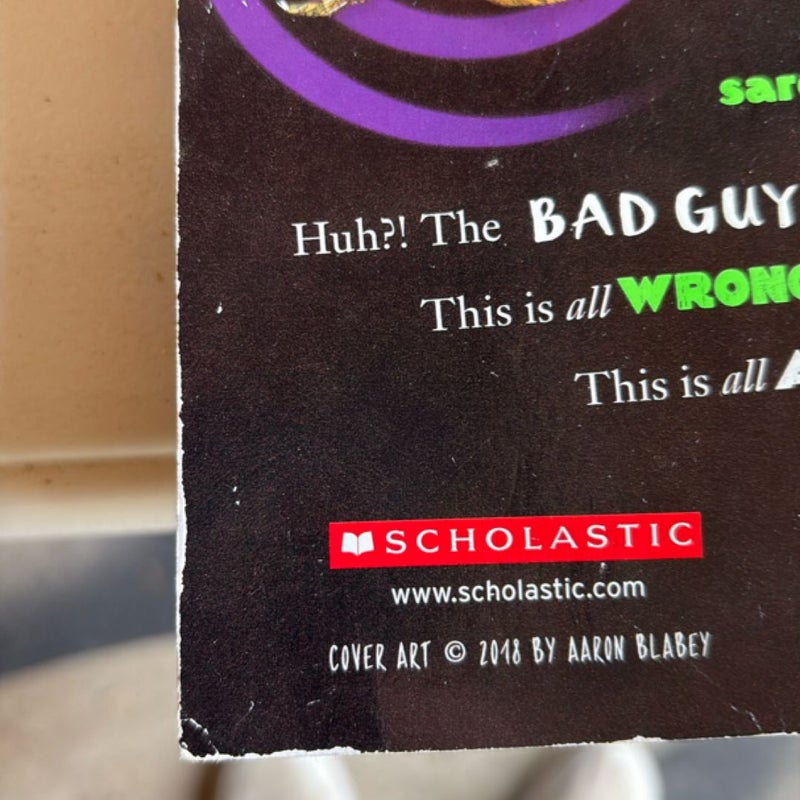 Huh?! The BAD GUY
This is all WRONG
This is all
SCHOLASTIC
www.scholastic.com
COVER ART © 2018 BY AARON BLABEY